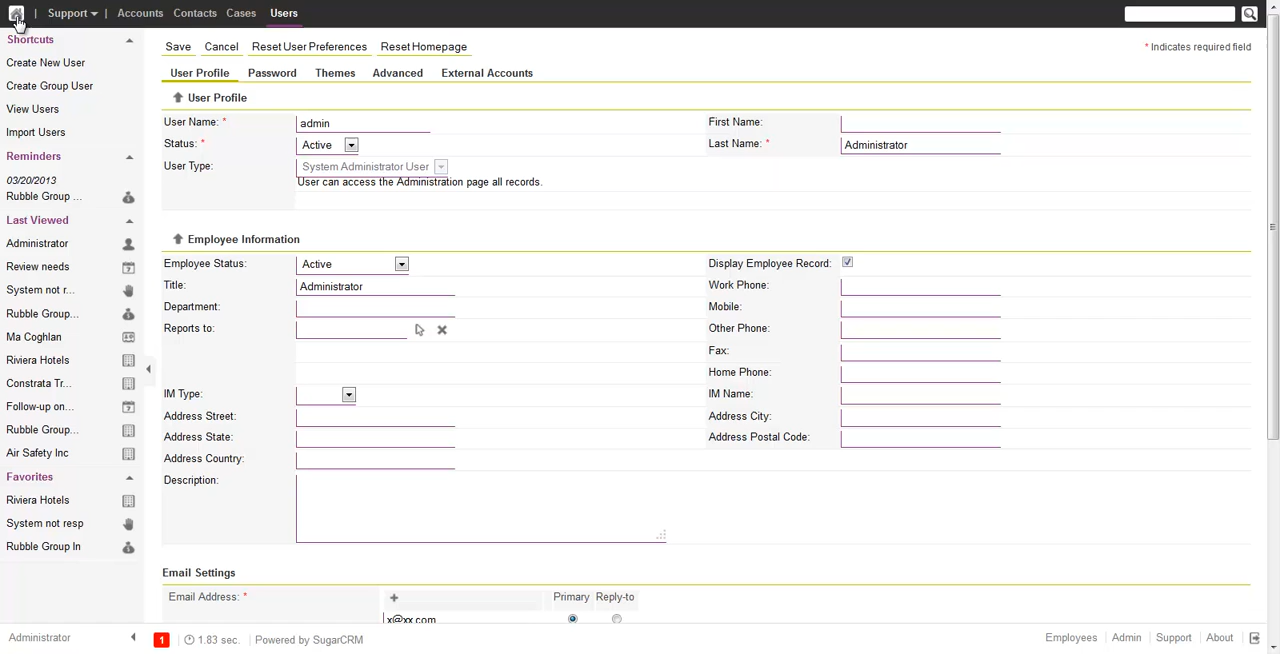 | Support Accounts Contacts Cases Users
Shortcuts
Create New User
Create Group User
View Users
Import Users
Reminders
03/20/2013
Rubble Group ...
Last Viewed
Administrator
Review needs
System not r...
Rubble Group...
Ma Coghlan
Riviera Hotels
Constrata Tr...
Follow-up on...
Rubble Group...
Air Safety Inc
Favorites
Riviera Hotels
System not resp
Rubble Group In
Save Cancel Reset User Preferences Reset Homepage
* Indicates required field
User Profile Password Themes Advanced External Accounts
User Profile
User Name: * admin First Name:
Status: * Active Last Name: * Administrator
User Type: System Administrator User
User can access the Administration page all records.
Employee Information
Employee Status: Active Display Employee Record:
Title: Administrator Work Phone:
Department: Mobile:
Reports to: Other Phone:
Fax:
Home Phone:
IM Type: IM Name:
Address Street: Address City:
Address State: Address Postal Code:
Address Country:
Description:
Email Settings
Email Address: * Primary Reply-to
x@xx.com
Administrator 1 1.83 sec. Powered by SugarCRM Employees | Admin | Support | About |